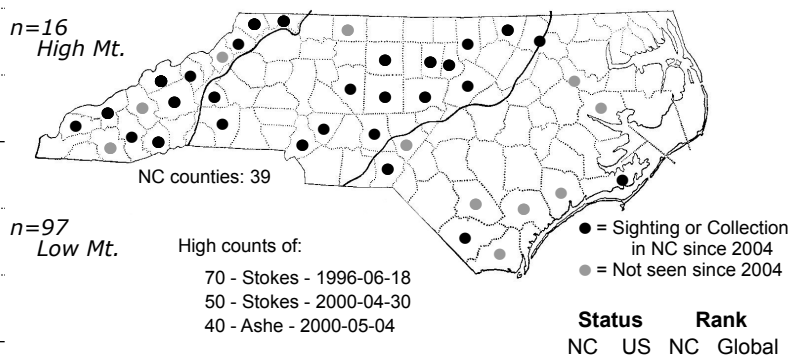 n=16
High Mt.
NC counties: 39
n=97
Low Mt.
High counts of:
70 - Stokes - 1996-06-18
50 - Stokes - 2000-04-30
40 - Ashe - 2000-05-04
● = Sighting or Collection
in NC since 2004
● = Not seen since 2004
Status Rank
NC US NC Global